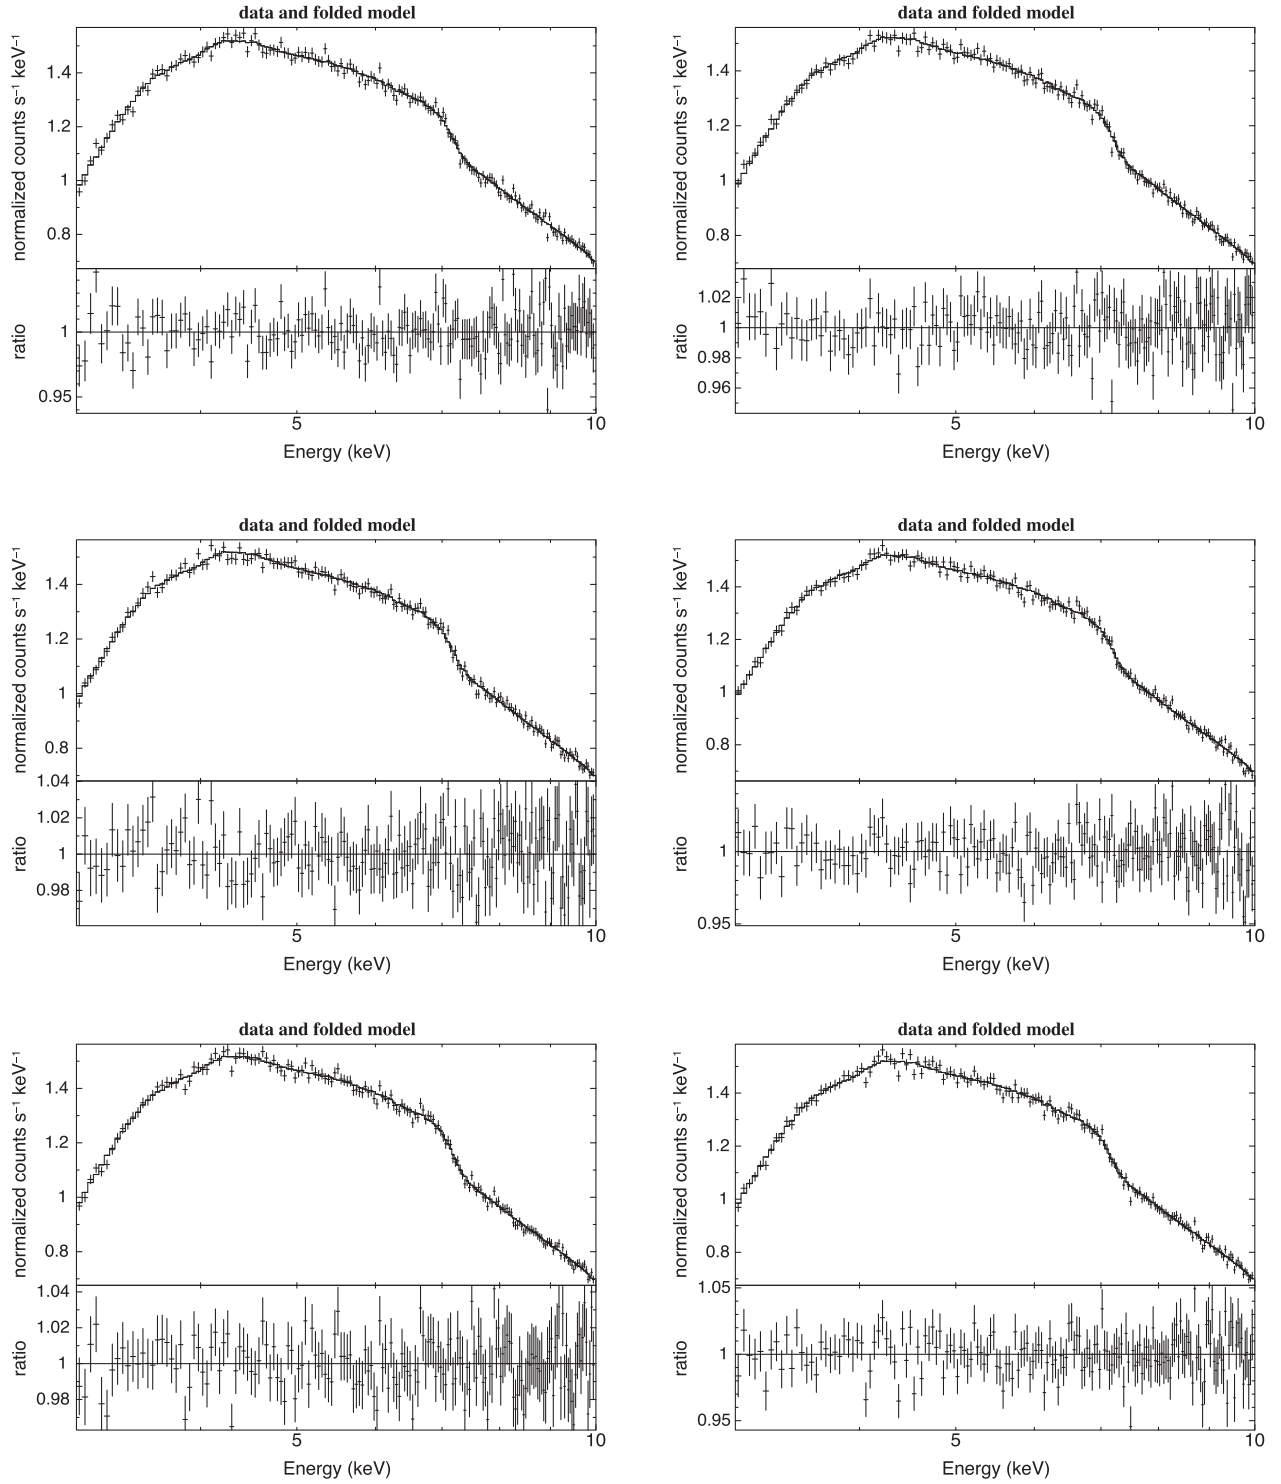 data and folded model
normalized counts s⁻¹ keV⁻¹
1.4
1.2
1
0.8
ratio
1
0.95
5
10
Energy (keV)
data and folded model
normalized counts s⁻¹ keV⁻¹
1.4
1.2
1
0.8
ratio
1.02
1
0.98
0.96
5
10
Energy (keV)
data and folded model
normalized counts s⁻¹ keV⁻¹
1.4
1.2
1
0.8
ratio
1.04
1.02
1
0.98
5
10
Energy (keV)
data and folded model
normalized counts s⁻¹ keV⁻¹
1.4
1.2
1
0.8
ratio
1
0.95
5
10
Energy (keV)
data and folded model
normalized counts s⁻¹ keV⁻¹
1.4
1.2
1
0.8
ratio
1.04
1.02
1
0.98
5
10
Energy (keV)
data and folded model
normalized counts s⁻¹ keV⁻¹
1.4
1.2
1
0.8
ratio
1.05
1
0.95
5
10
Energy (keV)